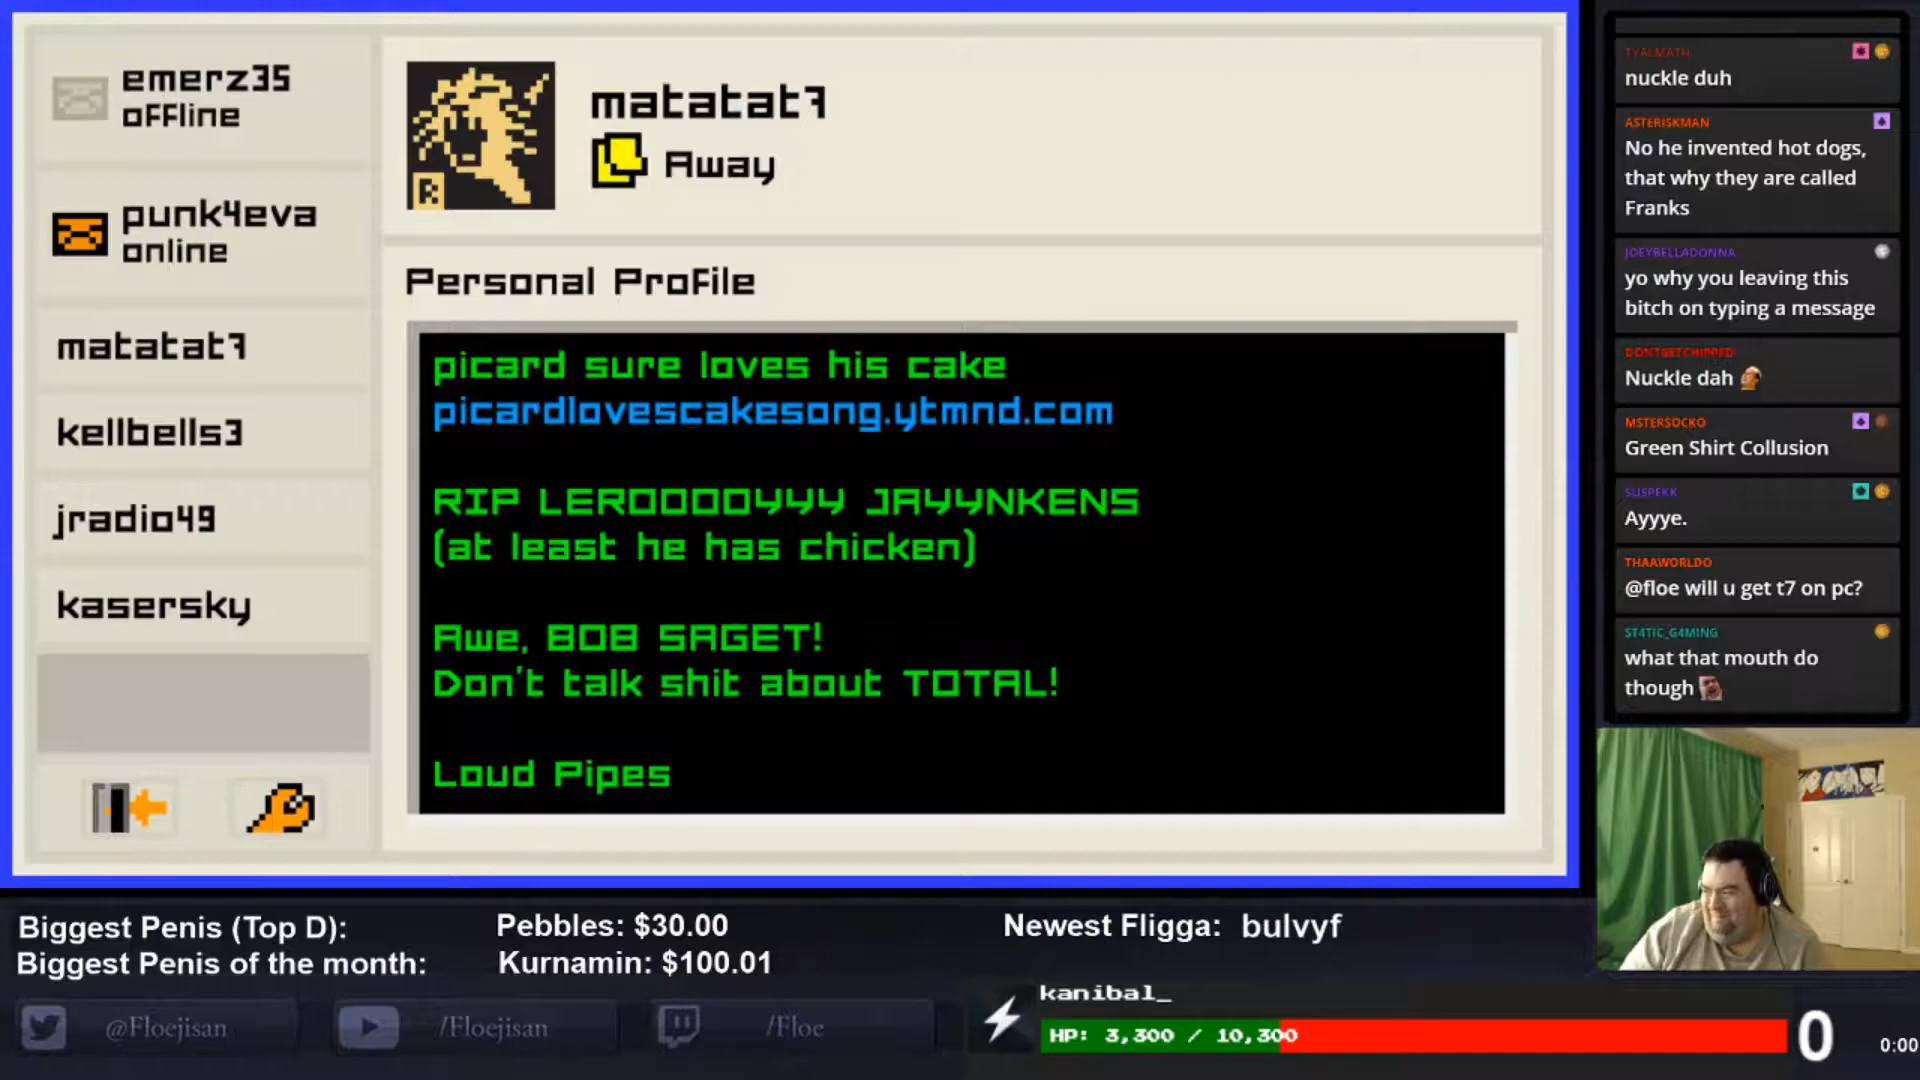 emerz35
offline
punk4eva
online
matatat7
kellbells3
jradio49
kasersky
matatat7
R
Away
Personal Profile
picard sure loves his cake
picardlovescakesong.ytmnd.com
RIP LEROOOOYYY JAYYNKENS
(at least he has chicken)
Awe, BOB SAGET!
Don't talk shit about TOTAL!
Loud Pipes
TYALMATH
nuckle duh
ASTERISKMAN
No he invented hot dogs,
that why they are called
Franks
JOEYBELLADONNA
yo why you leaving this
bitch on typing a message
DONTGETCHIPPED
Nuckle dah
MSTERSOCKO
Green Shirt Collusion
SUSPEKK
Ayyye.
THAAWORLDO
@floe will u get t7 on pc?
ST4TIC_G4MING
what that mouth do
though
Biggest Penis (Top D): Pebbles: $30.00
Biggest Penis of the month: Kurnamin: $100.01
Newest Fligga: bulvyf
@Floejisan
/Floejisan
/Floe
kanibal_
HP: 3,300 / 10,300
0
0:00